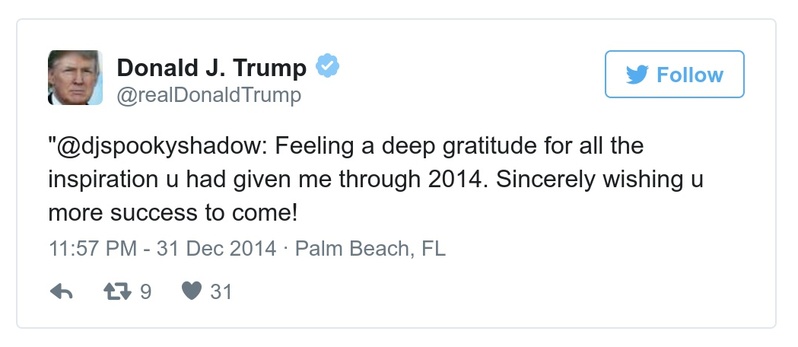 Donald J. Trump
Follow
@realDonaldTrump
"@djspookyshadow: Feeling a deep gratitude for all the
inspiration u had given me through 2014. Sincerely wishing u
more success to come!
11:57 PM - 31 Dec 2014 · Palm Beach, FL
9 31